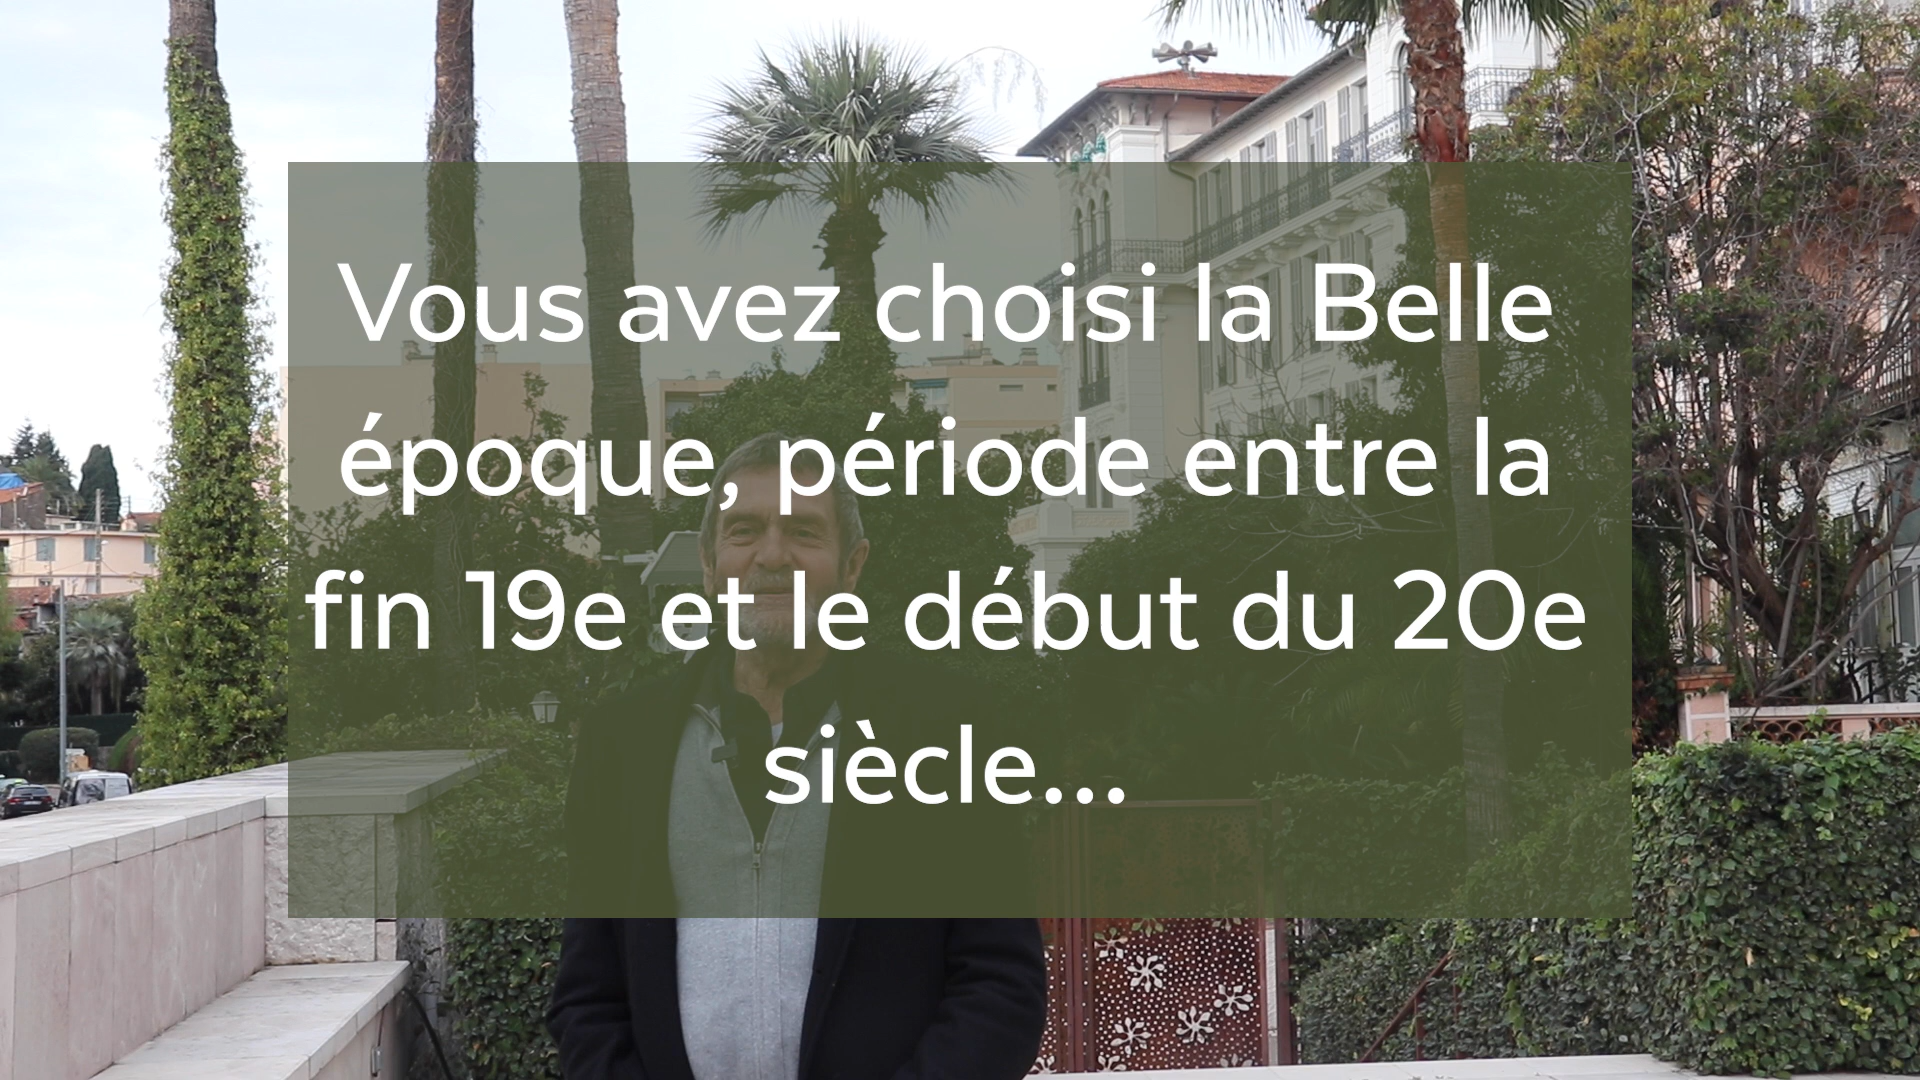 Vous avez choisi la Belle
époque, période entre la
fin 19e et le début du 20e
siècle...